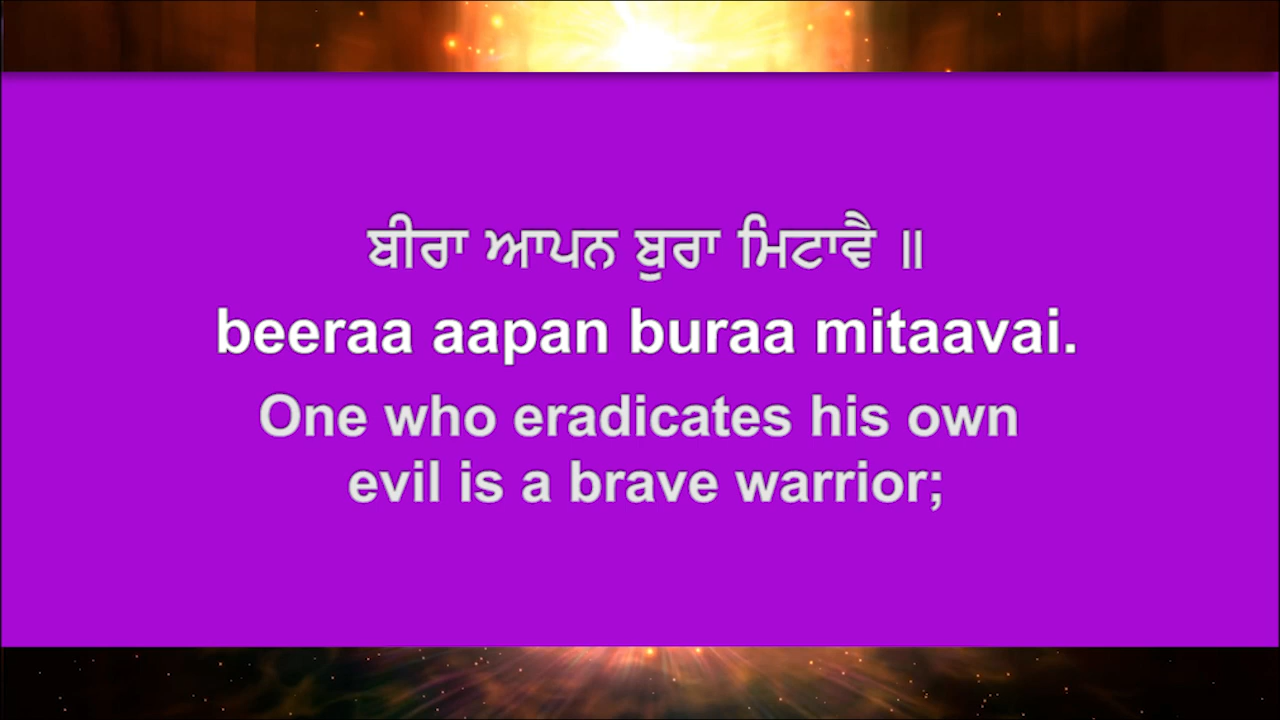 ਬੀਰਾ ਆਪਨ ਬੁਰਾ ਮਿਟਾਵੈ ॥
beeraa aapan buraa mitaavai.
One who eradicates his own
evil is a brave warrior;